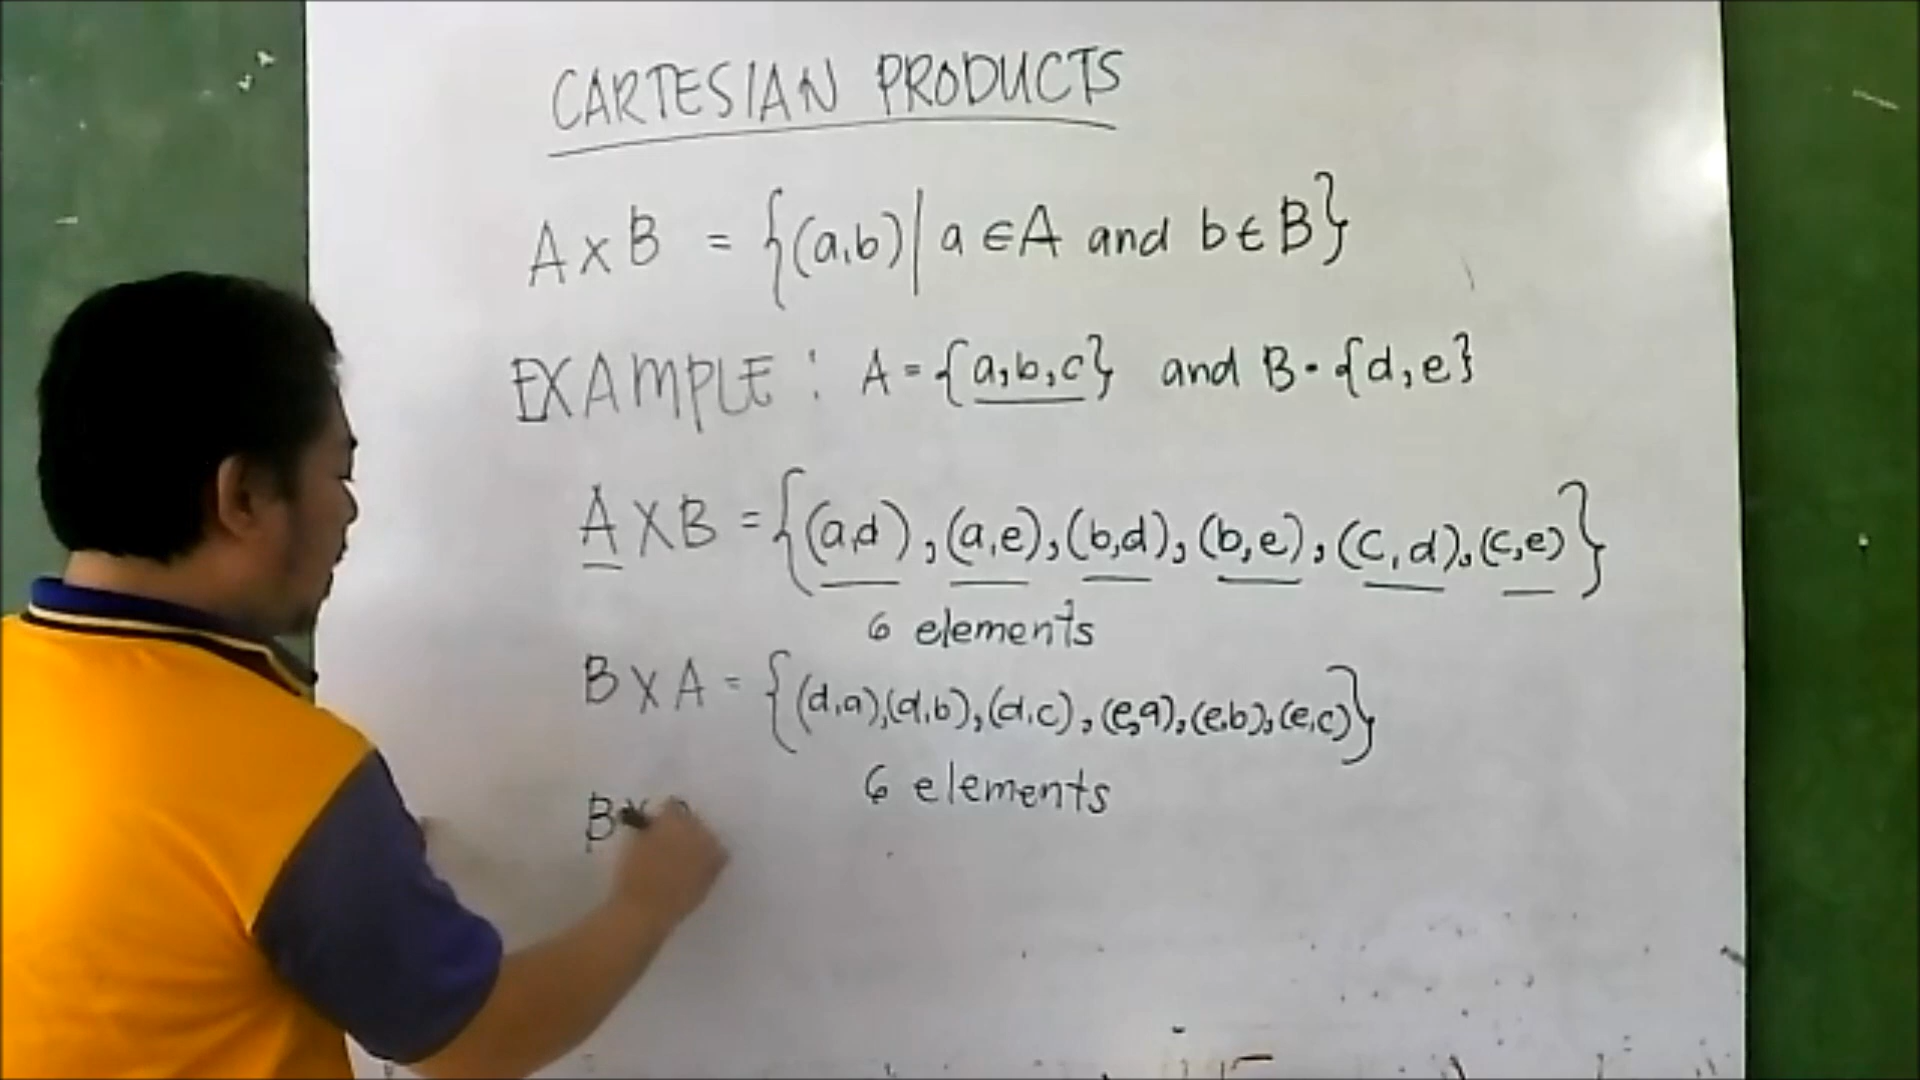 CARTESIAN PRODUCTS
A x B = {(a,b) | a ∈ A and b ∈ B}
EXAMPLE : A = {a,b,c} and B = {d,e}
A X B = {(a,d), (a,e), (b,d), (b,e), (c,d), (c,e)}
6 elements
B X A = {(d,a),(d,b),(d,c),(e,a),(e,b),(e,c)}
6 elements
B X